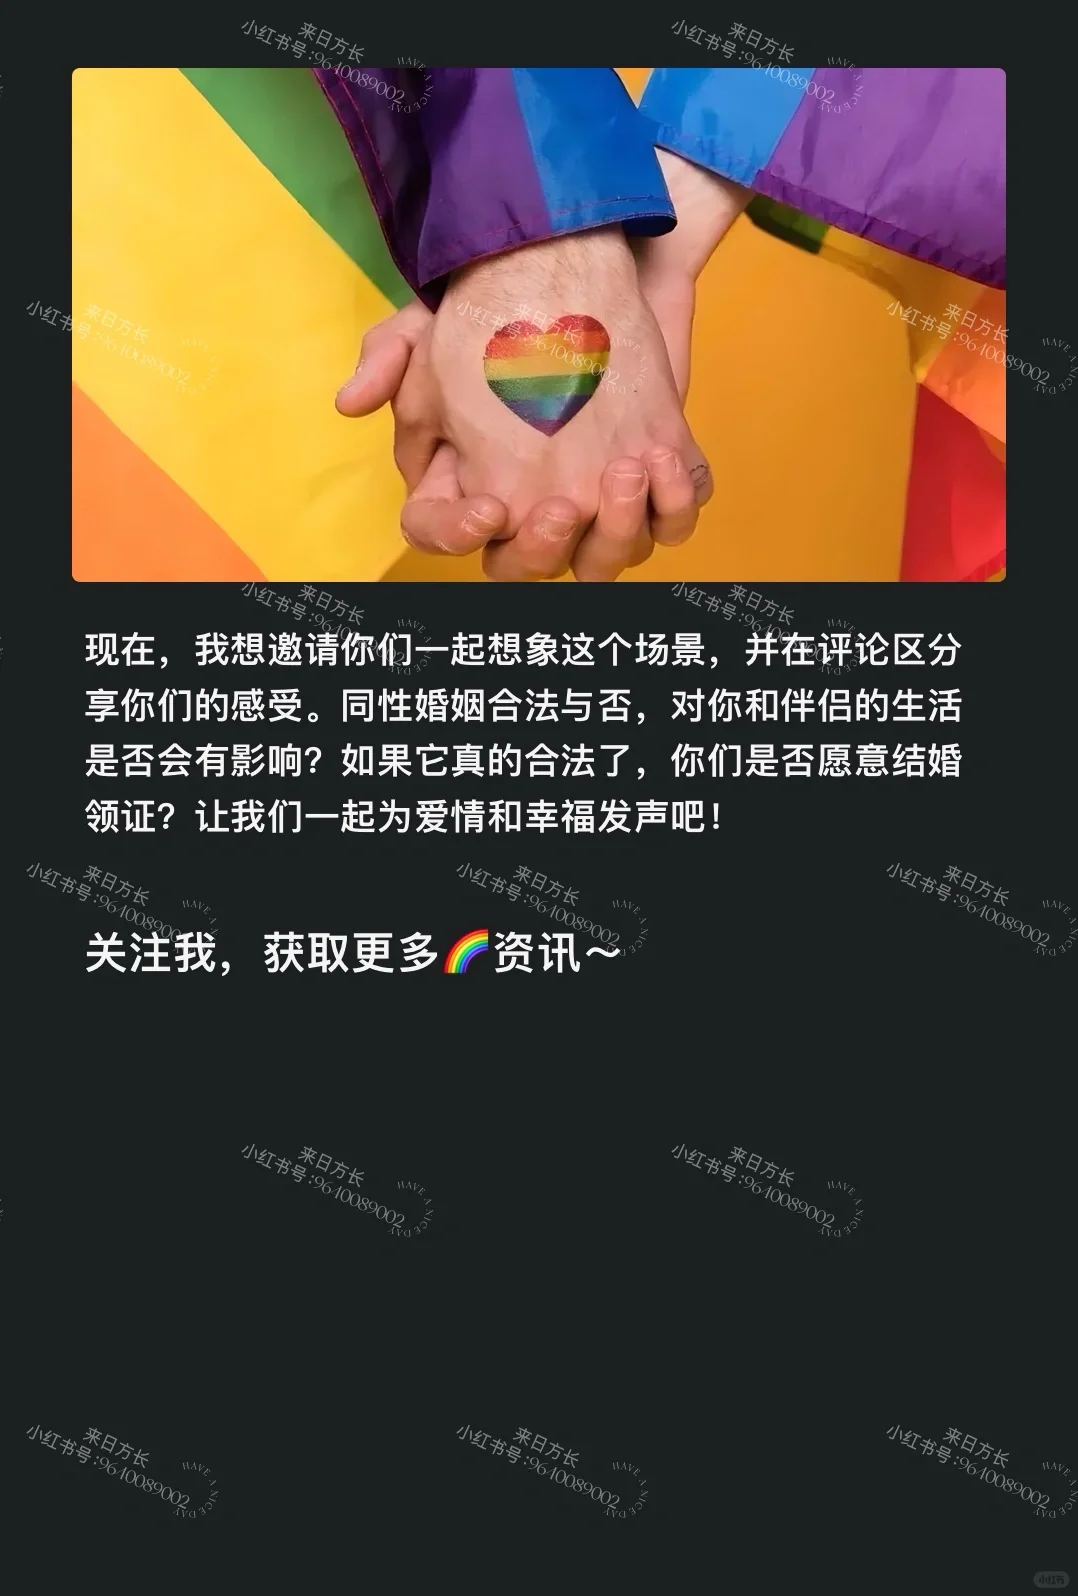 现在，我想邀请你们一起想象这个场景，并在评论区分
享你们的感受。同性婚姻合法与否，对你和伴侣的生活
是否会有影响？如果它真的合法了，你们是否愿意结婚
领证？让我们一起为爱情和幸福发声吧！
关注我，获取更多🌈资讯～
来日方长
小红书号:9640089002
HAVE A NICE DAY
小红书